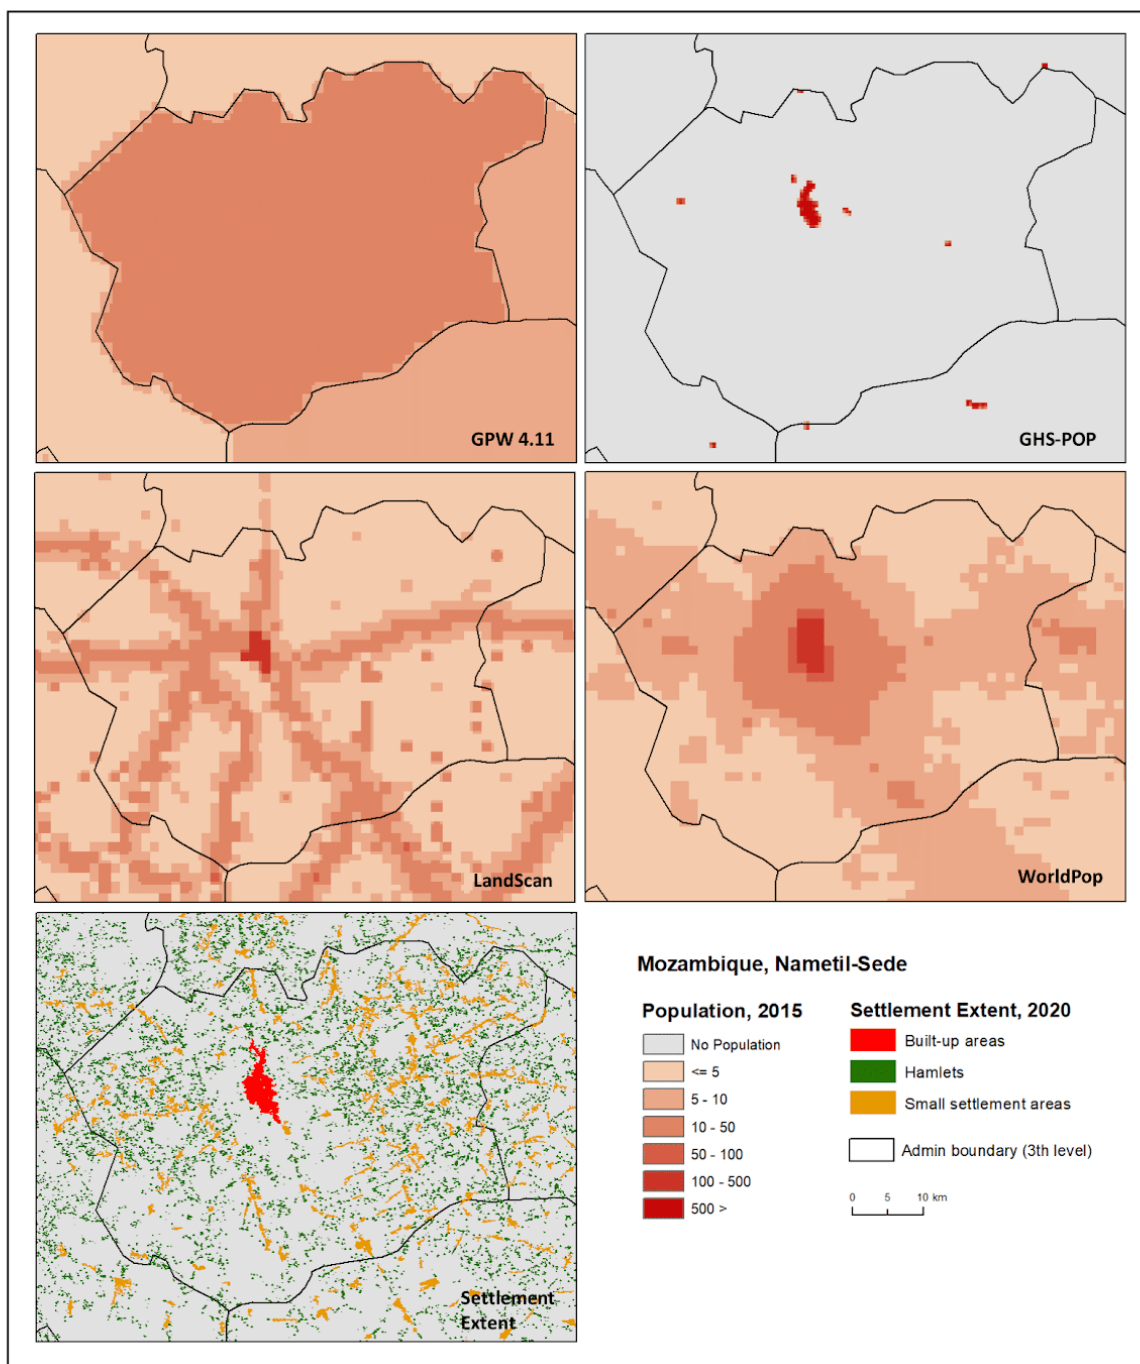 GPW 4.11
GHS-POP
LandScan
WorldPop
Settlement
Extent
Mozambique, Nametil-Sede
Population, 2015
No Population
<= 5
5 - 10
10 - 50
50 - 100
100 - 500
500 >
Settlement Extent, 2020
Built-up areas
Hamlets
Small settlement areas
Admin boundary (3th level)
0 5 10 km